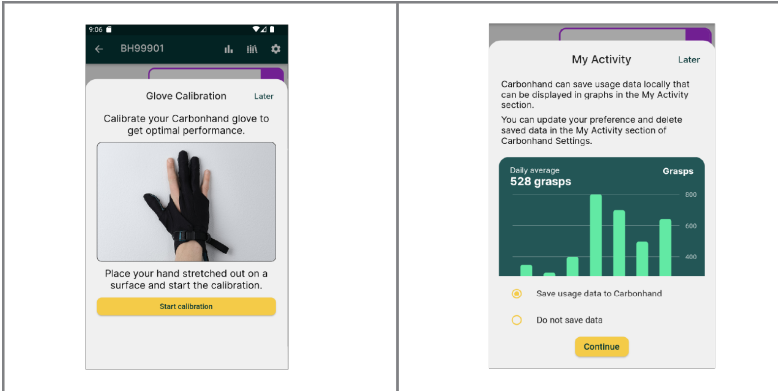 9:06
BH99901
Glove Calibration
Later
Calibrate your Carbonhand glove to
get optimal performance.
Place your hand stretched out on a
surface and start the calibration.
Start calibration
My Activity
Later
Carbonhand can save usage data locally that
can be displayed in graphs in the My Activity
section.
You can update your preference and delete
saved data in the My Activity section of
Carbonhand Settings.
Daily average
528 grasps
Grasps
800
600
400
Save usage data to Carbonhand
Do not save data
Continue